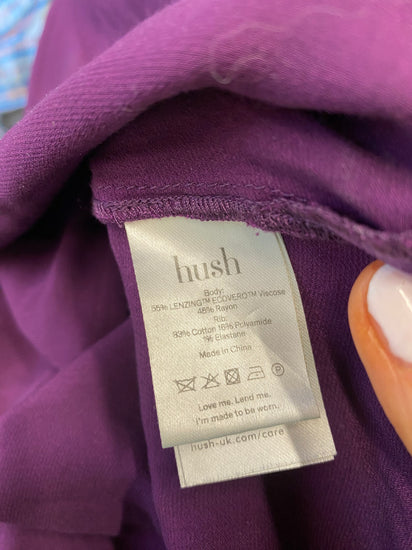 hush
Body:
55% LENZING™ ECOVERO™ Viscose
45% Rayon
Rib:
83% Cotton 16% Polyamide
1% Elastane
Made in China
Love me. Lend me.
I'm made to be worn.
hush-uk.com/care